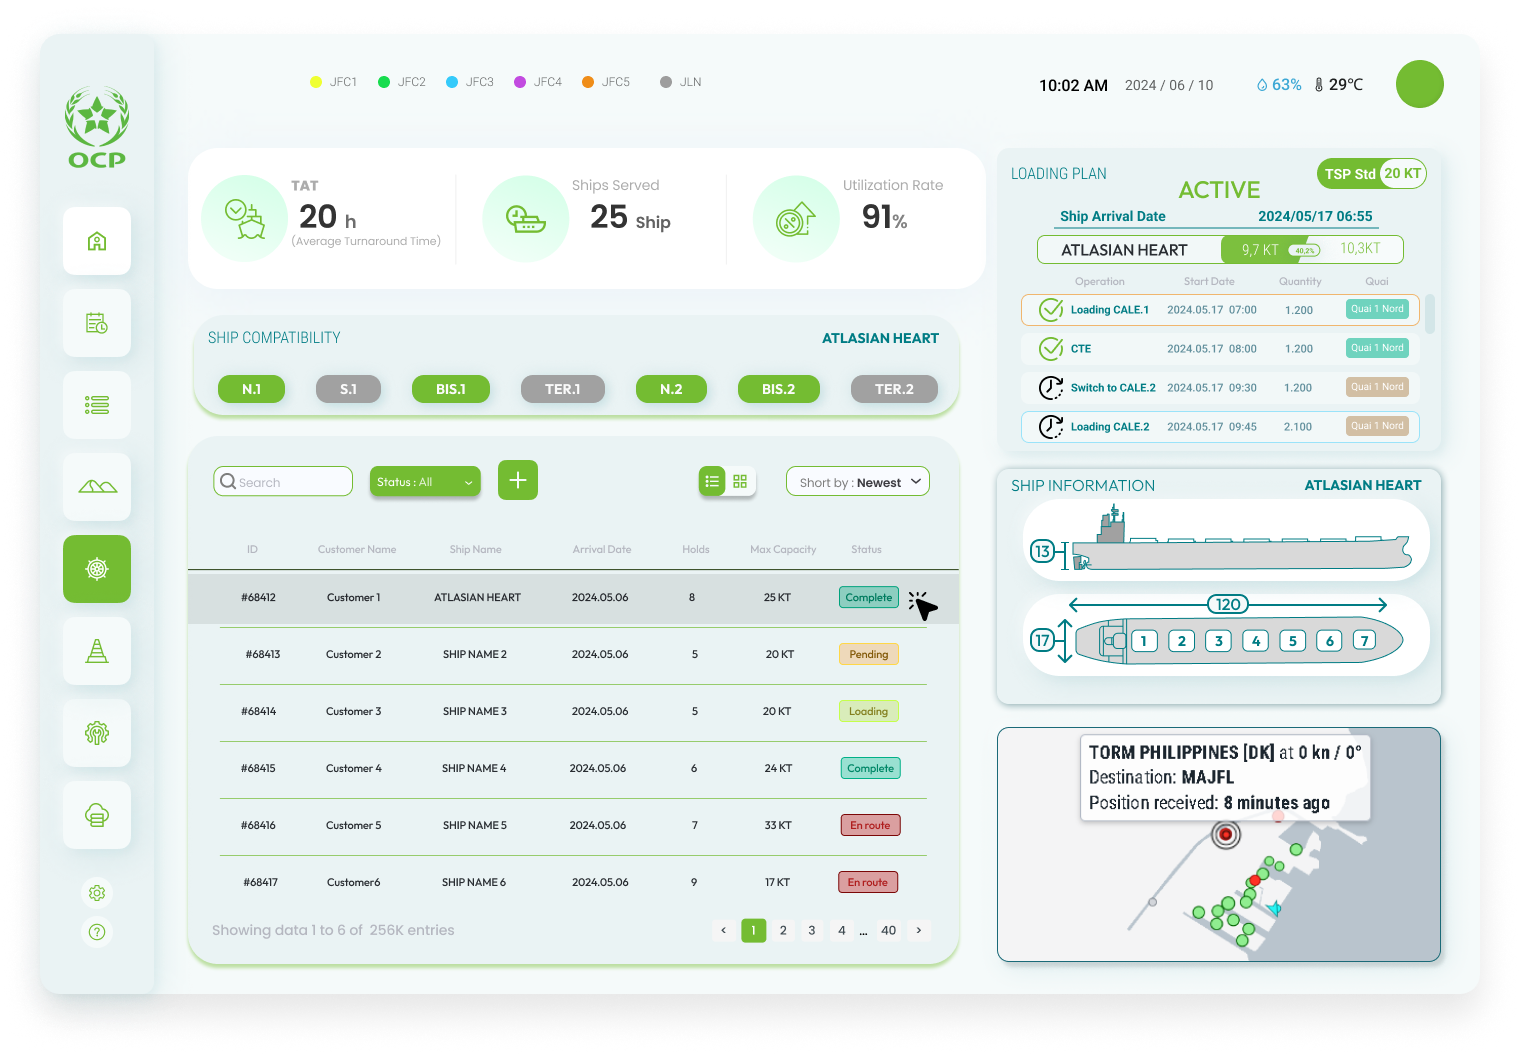 JFC1 JFC2 JFC3 JFC4 JFC5 JLN
10:02 AM 2024 / 06 / 10 63% 29°C
OCP
TAT
20 h
(Average Turnaround Time)
Ships Served
25 Ship
Utilization Rate
91%
SHIP COMPATIBILITY ATLASIAN HEART
N.1 S.1 BIS.1 TER.1 N.2 BIS.2 TER.2
Search Status : All + Short by : Newest
ID Customer Name Ship Name Arrival Date Holds Max Capacity Status
#68412 Customer 1 ATLASIAN HEART 2024.05.06 8 25 KT Complete
#68413 Customer 2 SHIP NAME 2 2024.05.06 5 20 KT Pending
#68414 Customer 3 SHIP NAME 3 2024.05.06 5 20 KT Loading
#68415 Customer 4 SHIP NAME 4 2024.05.06 6 24 KT Complete
#68416 Customer 5 SHIP NAME 5 2024.05.06 7 33 KT En route
#68417 Customer6 SHIP NAME 6 2024.05.06 9 17 KT En route
Showing data 1 to 6 of 256K entries < 1 2 3 4 ... 40 >
LOADING PLAN TSP Std 20 KT
ACTIVE
Ship Arrival Date 2024/05/17 06:55
ATLASIAN HEART 9,7 KT 40,2% 10,3KT
Operation Start Date Quantity Quai
Loading CALE.1 2024.05.17 07:00 1.200 Quai 1 Nord
CTE 2024.05.17 08:00 1.200 Quai 1 Nord
Switch to CALE.2 2024.05.17 09:30 1.200 Quai 1 Nord
Loading CALE.2 2024.05.17 09:45 2.100 Quai 1 Nord
SHIP INFORMATION ATLASIAN HEART
13
120
17 1 2 3 4 5 6 7
TORM PHILIPPINES [DK] at 0 kn / 0°
Destination: MAJFL
Position received: 8 minutes ago